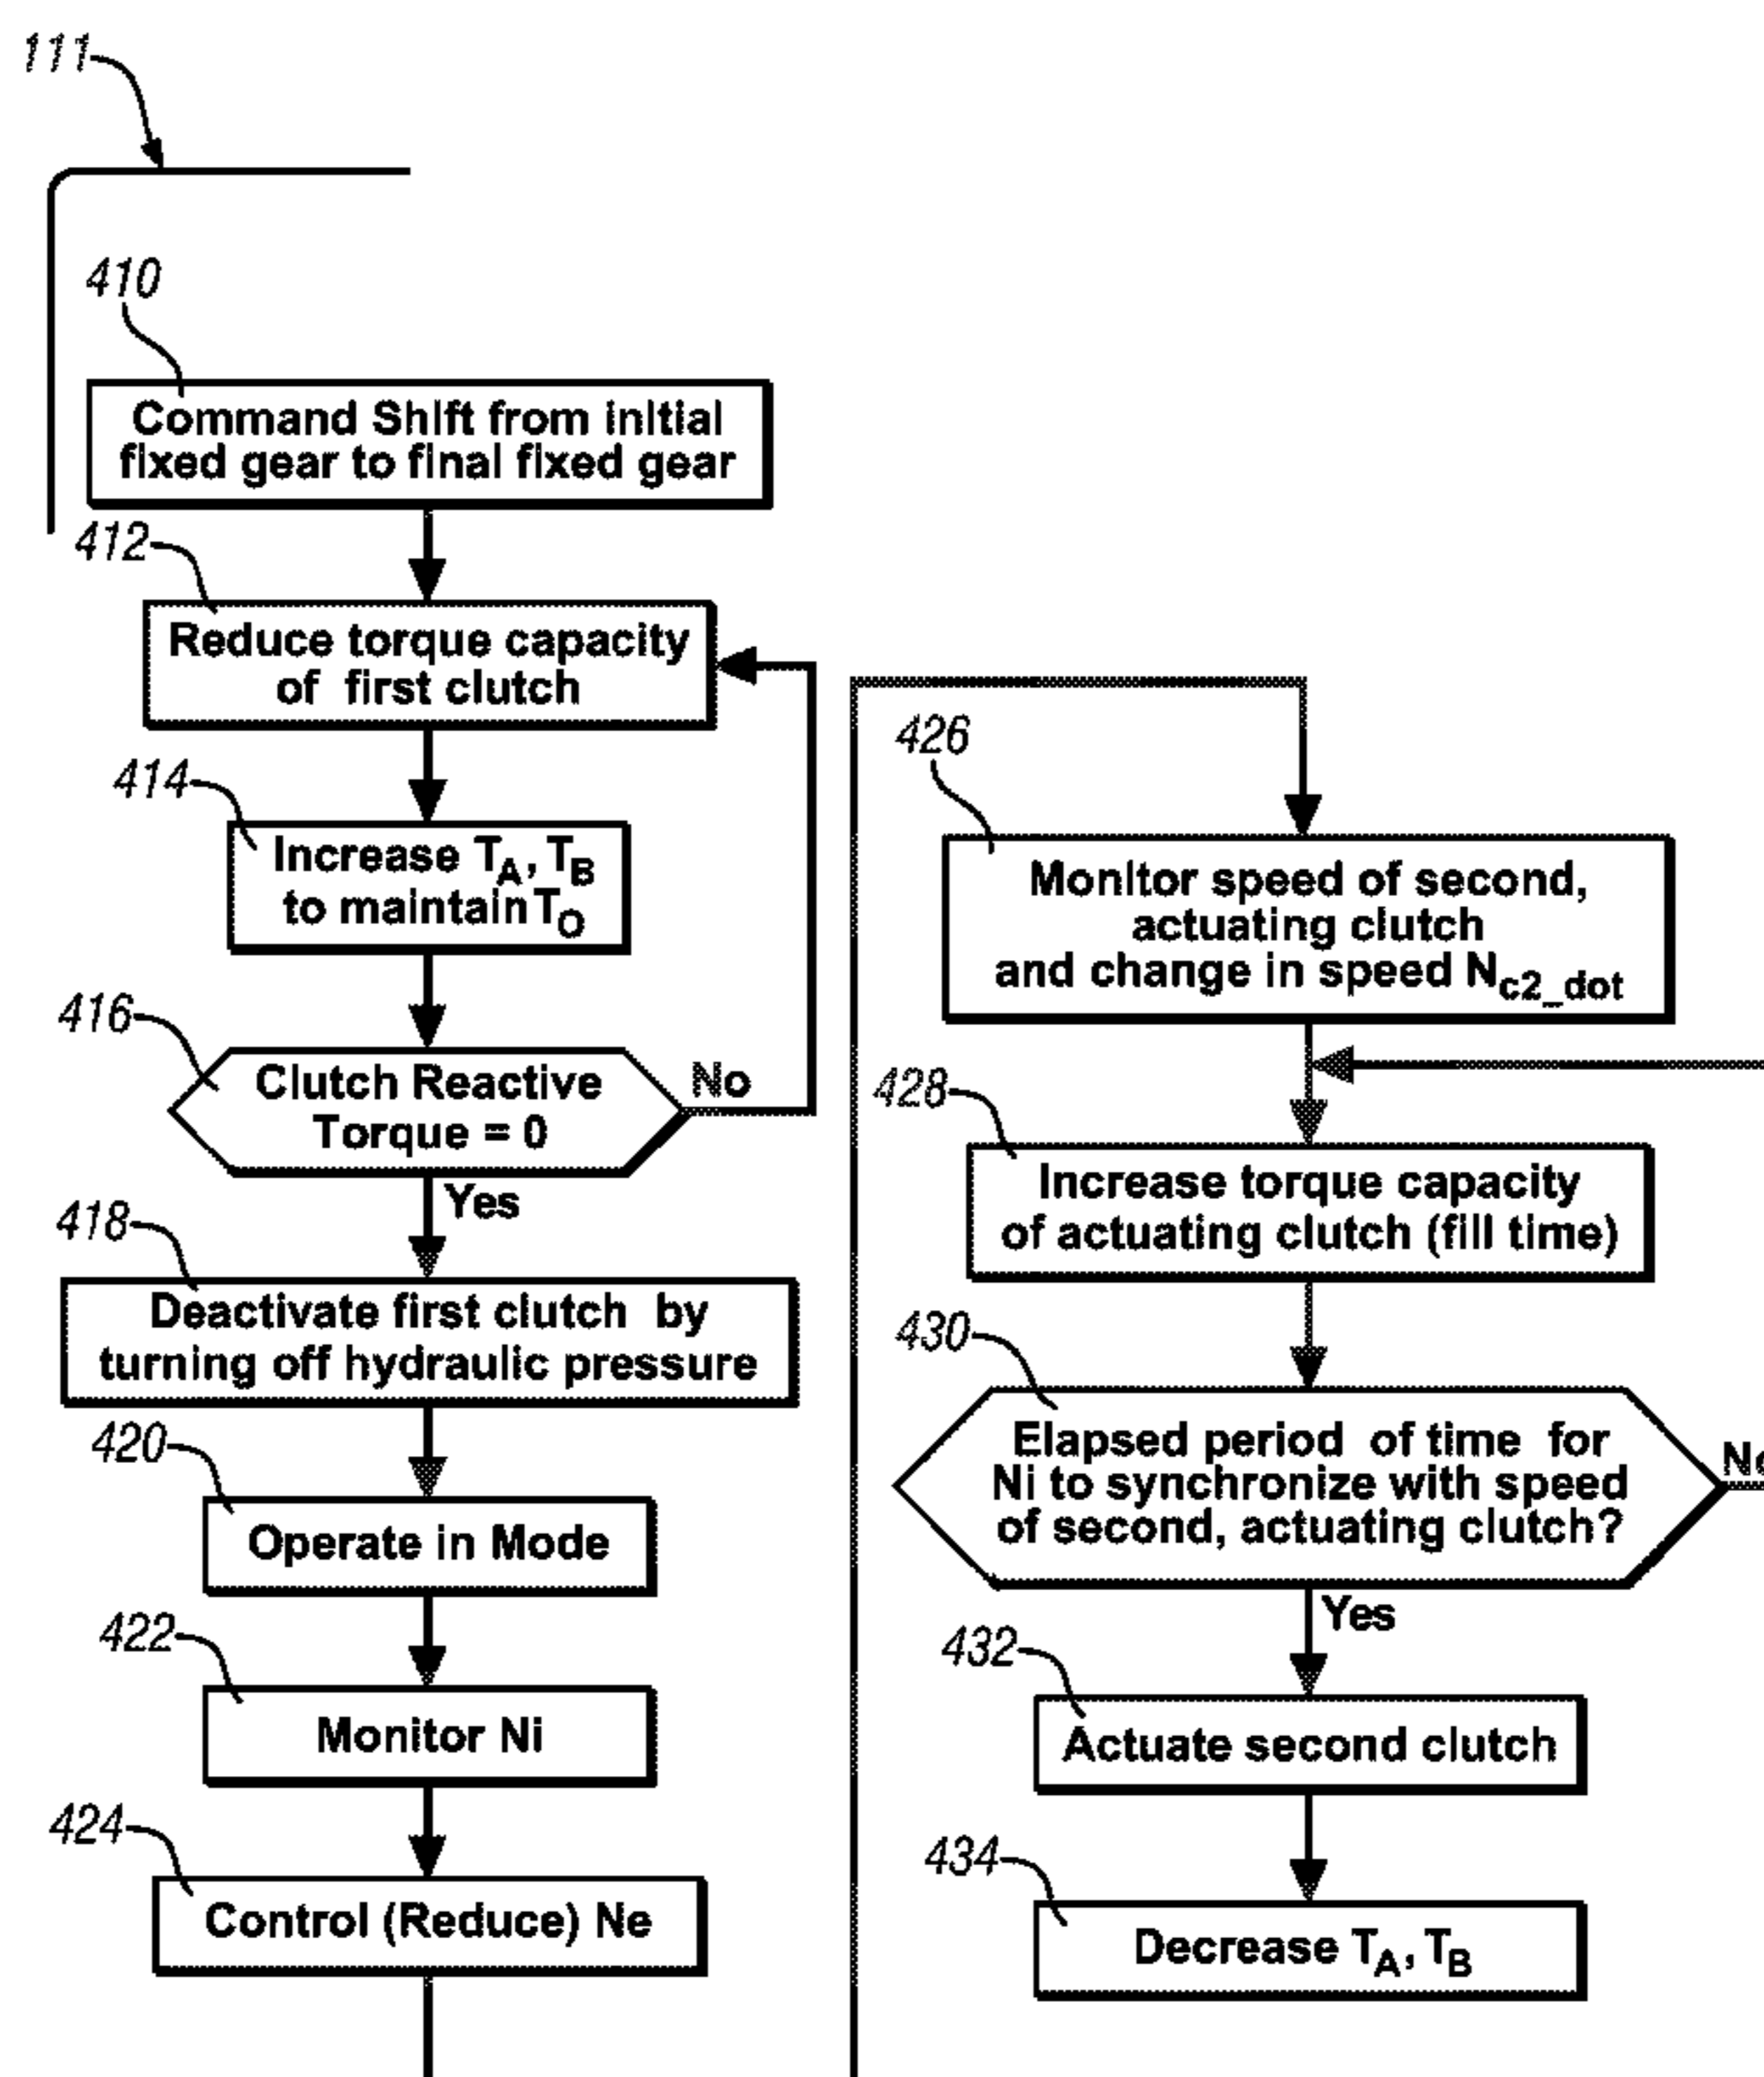 111
410
Command Shift from initial
fixed gear to final fixed gear
412
Reduce torque capacity
of first clutch
414
Increase TA, TB
to maintain TO
416
Clutch Reactive
Torque = 0
No
Yes
418
Deactivate first clutch by
turning off hydraulic pressure
420
Operate in Mode
422
Monitor Ni
424
Control (Reduce) Ne
426
Monitor speed of second,
actuating clutch
and change in speed Nc2_dot
428
Increase torque capacity
of actuating clutch (fill time)
430
Elapsed period of time for
Ni to synchronize with speed
of second, actuating clutch?
No
Yes
432
Actuate second clutch
434
Decrease TA, TB